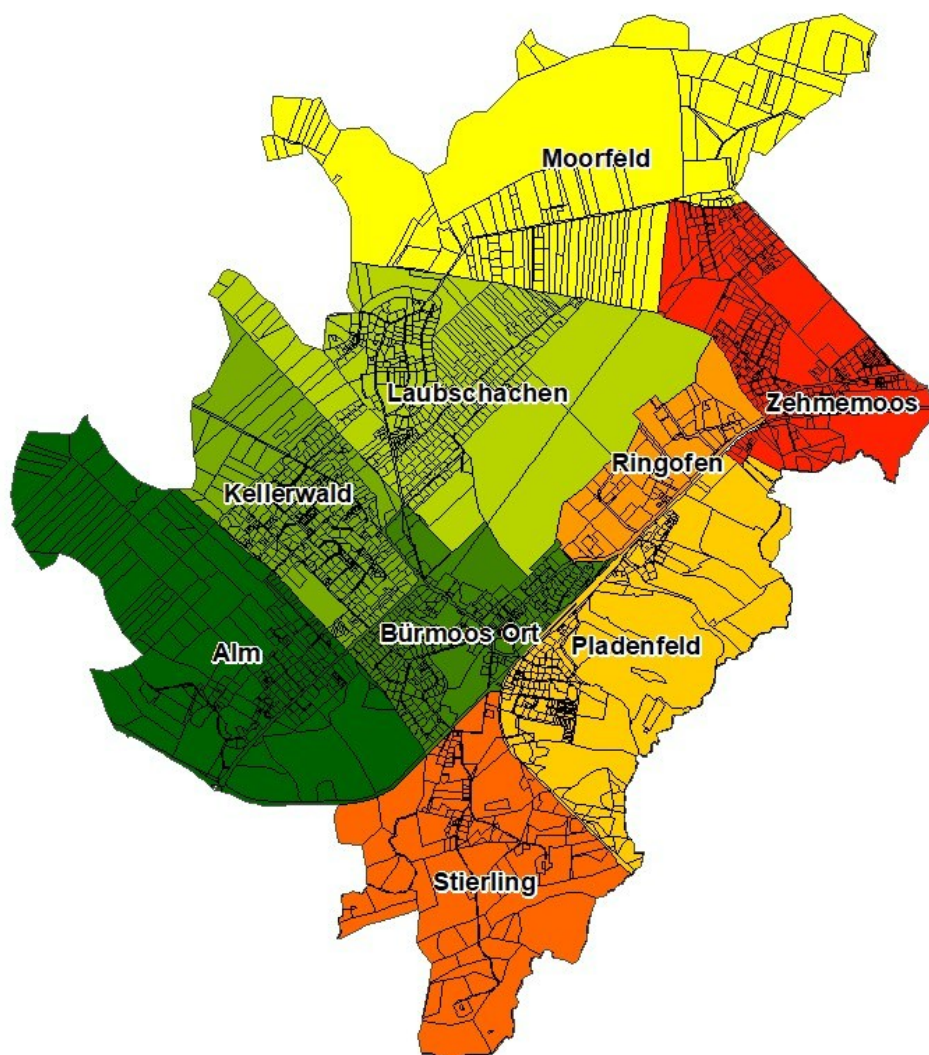 Moorfeld
Laubschachen
Zehmemoos
Ringofen
Kellerwald
Bürmoos Ort
Pladenfeld
Alm
Stierling